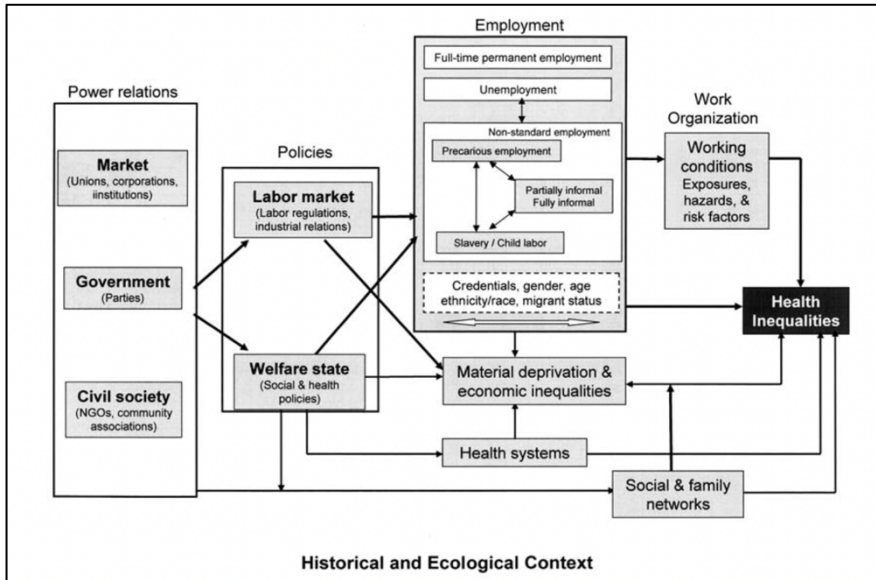 Power relations
Market
(Unions, corporations,
iinstitutions)
Government
(Parties)
Civil society
(NGOs, community
associations)
Policies
Labor market
(Labor regulations,
industrial relations)
Welfare state
(Social & health
policies)
Employment
Full-time permanent employment
Unemployment
Non-standard employment
Precarious employment
Partially informal
Fully informal
Slavery / Child labor
Credentials, gender, age
ethnicity/race, migrant status
Work
Organization
Working
conditions
Exposures,
hazards, &
risk factors
Health
Inequalities
Material deprivation &
economic inequalities
Health systems
Social & family
networks
Historical and Ecological Context